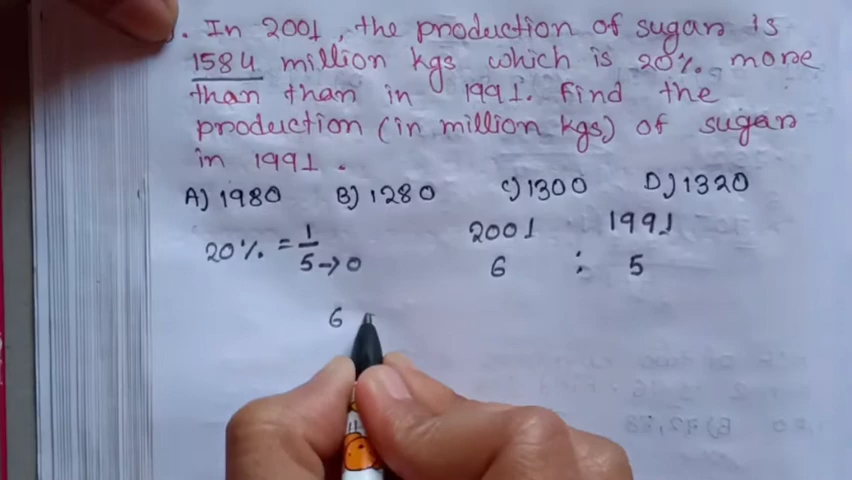 . In 2001, the production of sugar is
1584 million kgs which is 20% more
than than in 1991. Find the
production (in million kgs) of sugar
in 1991.
A) 1980 B) 1280 C) 1300 D) 1320
20% = 1/5 → 0
2001 1991
6 : 5
6